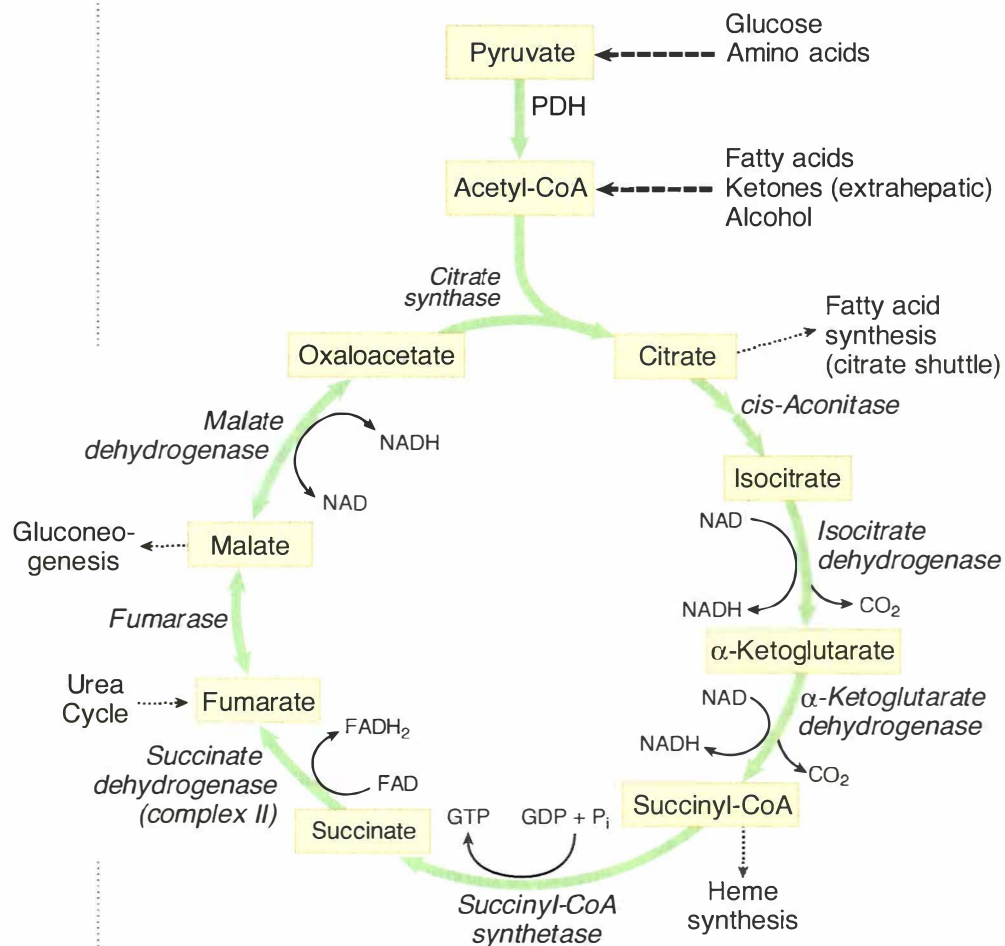 Glucose
Amino acids
Pyruvate
PDH
Fatty acids
Ketones (extrahepatic)
Alcohol
Acetyl-CoA
Citrate
synthase
Oxaloacetate
Citrate
Fatty acid
synthesis
(citrate shuttle)
cis-Aconitase
Isocitrate
NAD
NADH
CO₂
Isocitrate
dehydrogenase
α-Ketoglutarate
NAD
NADH
CO₂
α-Ketoglutarate
dehydrogenase
Succinyl-CoA
Heme
synthesis
GTP
GDP + Pᵢ
Succinyl-CoA
synthetase
Succinate
FADH₂
FAD
Succinate
dehydrogenase
(complex II)
Urea
Cycle
Fumarate
Fumarase
Gluconeo-
genesis
Malate
Malate
dehydrogenase
NADH
NAD